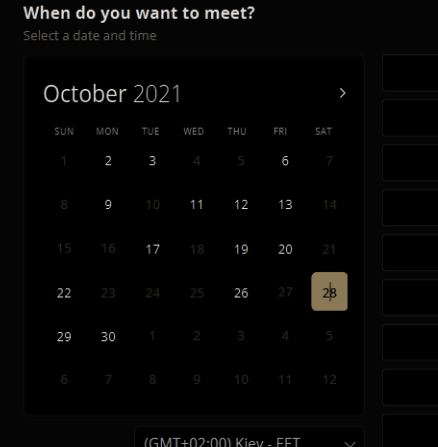 When do you want to meet?
Select a date and time
October 2021 >
SUN MON TUE WED THU FRI SAT
1 2 3 4 5 6 7
8 9 10 11 12 13 14
15 16 17 18 19 20 21
22 23 24 25 26 27 28
29 30 1 2 3 4 5
6 7 8 9 10 11 12
(GMT+02:00) Kiev - EET